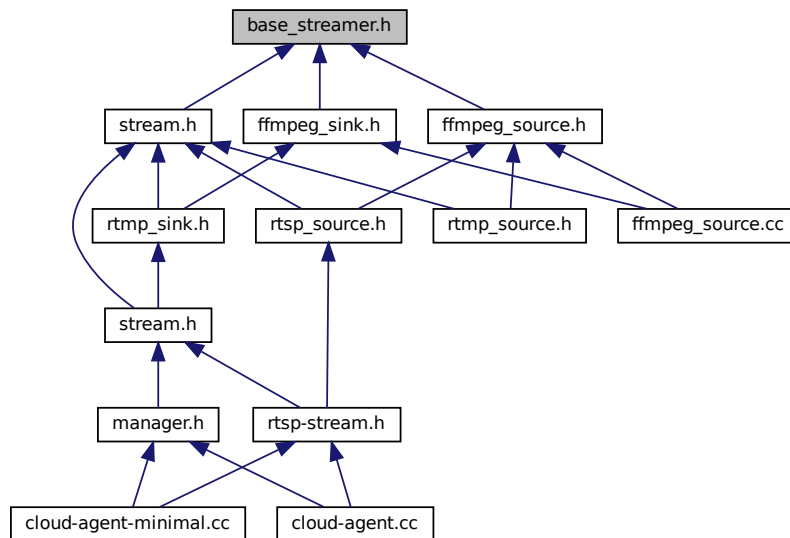 base_streamer.h
stream.h
ffmpeg_sink.h
ffmpeg_source.h
rtmp_sink.h
rtsp_source.h
rtmp_source.h
ffmpeg_source.cc
stream.h
manager.h
rtsp-stream.h
cloud-agent-minimal.cc
cloud-agent.cc